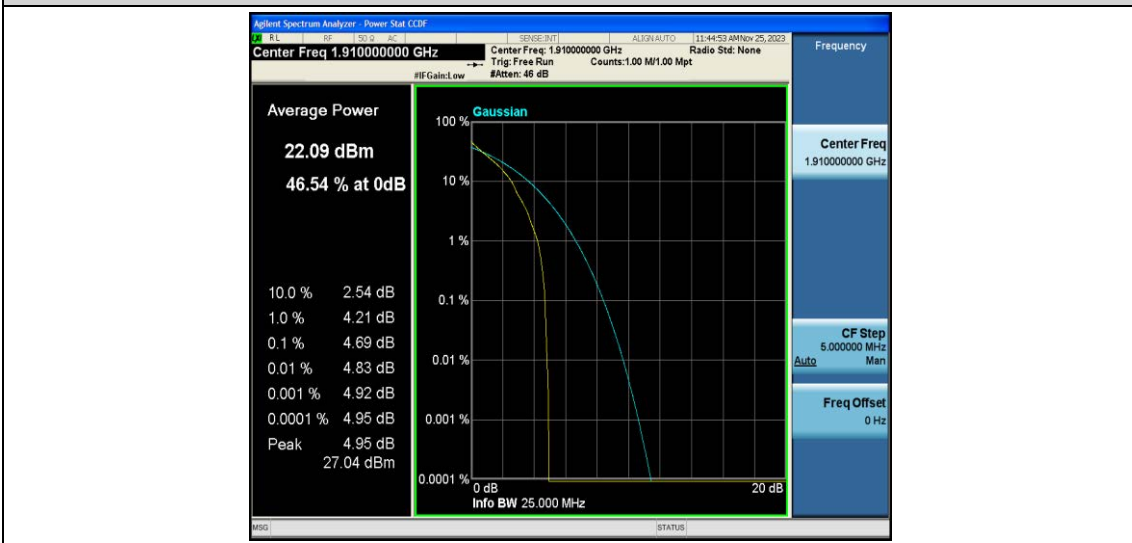 Agilent Spectrum Analyzer - Power Stat CCDF
LXI RL RF 50 Ω AC SENSE:INT ALIGN AUTO 11:44:53 AM Nov 25, 2023
Center Freq 1.910000000 GHz
Center Freq: 1.910000000 GHz Radio Std: None
Trig: Free Run Counts:1.00 M/1.00 Mpt
#IFGain:Low #Atten: 46 dB
Frequency
Average Power
22.09 dBm
46.54 % at 0dB
10.0 % 2.54 dB
1.0 % 4.21 dB
0.1 % 4.69 dB
0.01 % 4.83 dB
0.001 % 4.92 dB
0.0001 % 4.95 dB
Peak 4.95 dB
27.04 dBm
Gaussian
100 %
10 %
1 %
0.1 %
0.01 %
0.001 %
0.0001 %
0 dB 20 dB
Info BW 25.000 MHz
Center Freq
1.910000000 GHz
CF Step
5.000000 MHz
Auto Man
Freq Offset
0 Hz
MSG STATUS